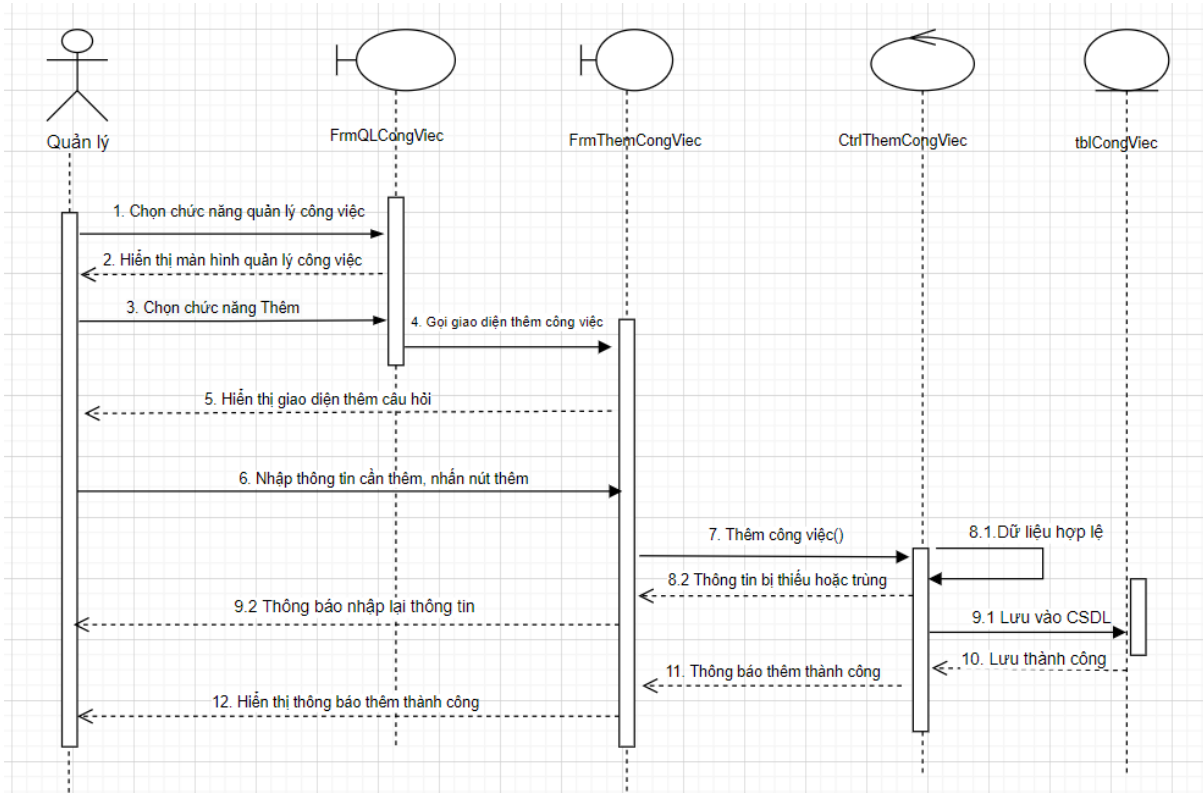 Quản lý
FrmQLCongViec
FrmThemCongViec
CtrlThemCongViec
tblCongViec
1. Chọn chức năng quản lý công việc
2. Hiển thị màn hình quản lý công việc
3. Chọn chức năng Thêm
4. Gọi giao diện thêm công việc
5. Hiển thị giao diện thêm câu hỏi
6. Nhập thông tin cần thêm, nhấn nút thêm
7. Thêm công việc()
8.1.Dữ liệu hợp lệ
8.2 Thông tin bị thiếu hoặc trùng
9.2 Thông báo nhập lại thông tin
9.1 Lưu vào CSDL
10. Lưu thành công
11. Thông báo thêm thành công
12. Hiển thị thông báo thêm thành công